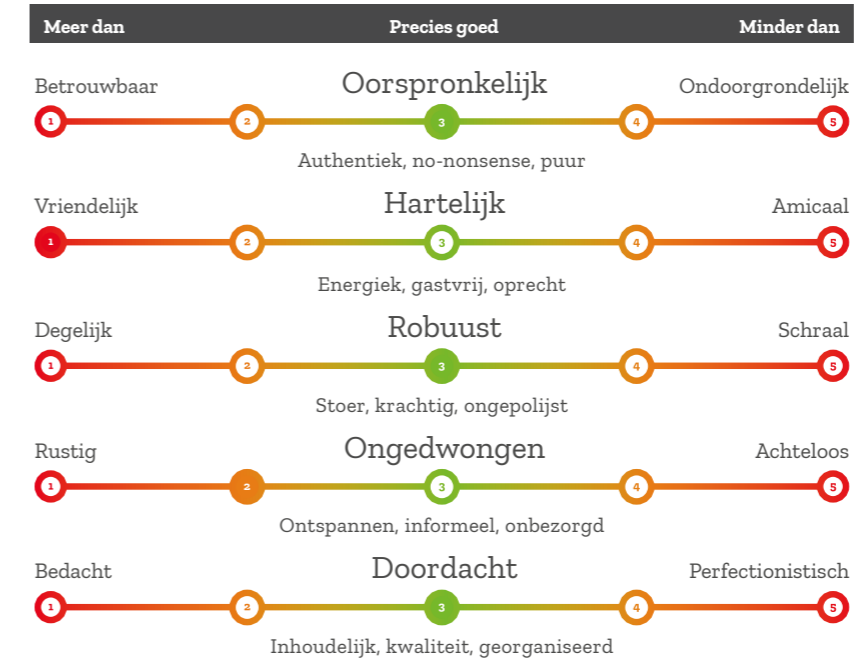 Meer dan Precies goed Minder dan
Betrouwbaar Oorspronkelijk Ondoorgrondelijk
1 2 3 4 5
Authentiek, no-nonsense, puur
Vriendelijk Hartelijk Amicaal
1 2 3 4 5
Energiek, gastvrij, oprecht
Degelijk Robuust Schraal
1 2 3 4 5
Stoer, krachtig, ongepolijst
Rustig Ongedwongen Achteloos
1 2 3 4 5
Ontspannen, informeel, onbezorgd
Bedacht Doordacht Perfectionistisch
1 2 3 4 5
Inhoudelijk, kwaliteit, georganiseerd